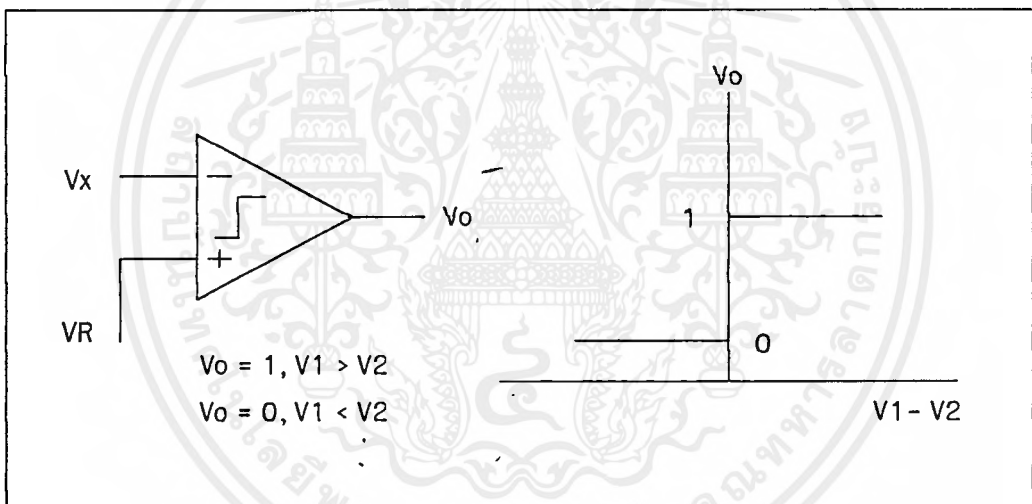 Vx
−
Vo
+
VR
Vo = 1, V1 > V2
Vo = 0, V1 < V2
Vo
1
0
V1 - V2